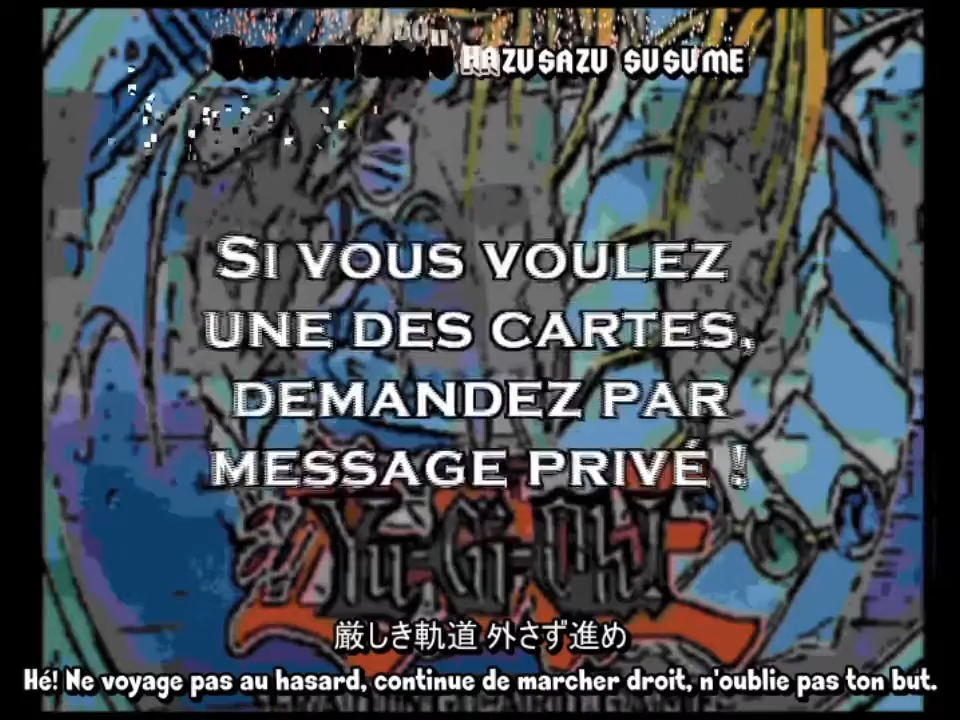 HAZUSAZU SUSUME
SI VOUS VOULEZ
UNE DES CARTES,
DEMANDEZ PAR
MESSAGE PRIVÉ !
Yu-Gi-Oh!
厳しき軌道 外さず進め
Hé! Ne voyage pas au hasard, continue de marcher droit, n'oublie pas ton but.